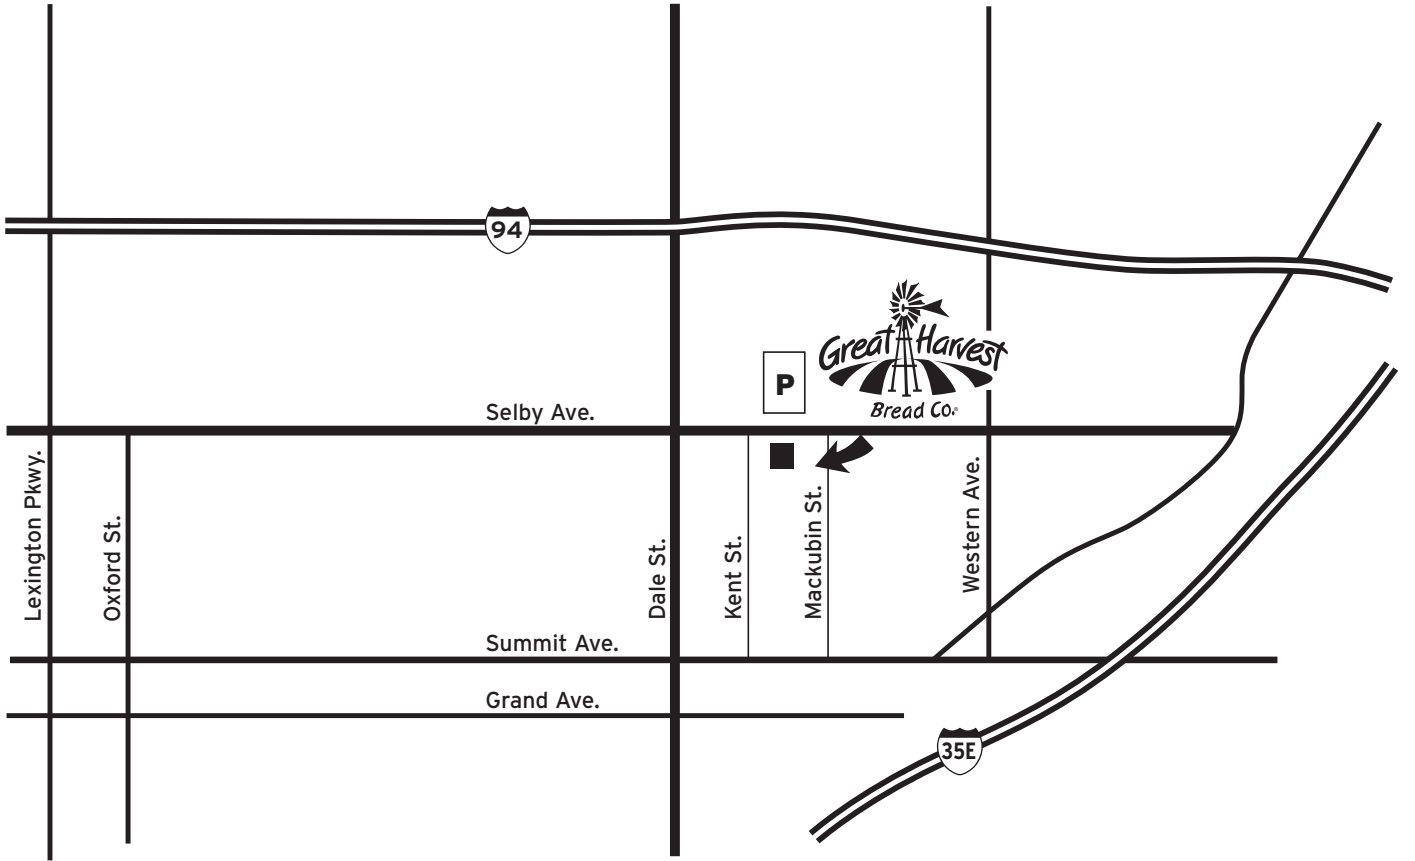 94
Great Harvest
Bread Co.®
P
Selby Ave.
Lexington Pkwy.
Oxford St.
Dale St.
Kent St.
Mackubin St.
Western Ave.
Summit Ave.
Grand Ave.
35E